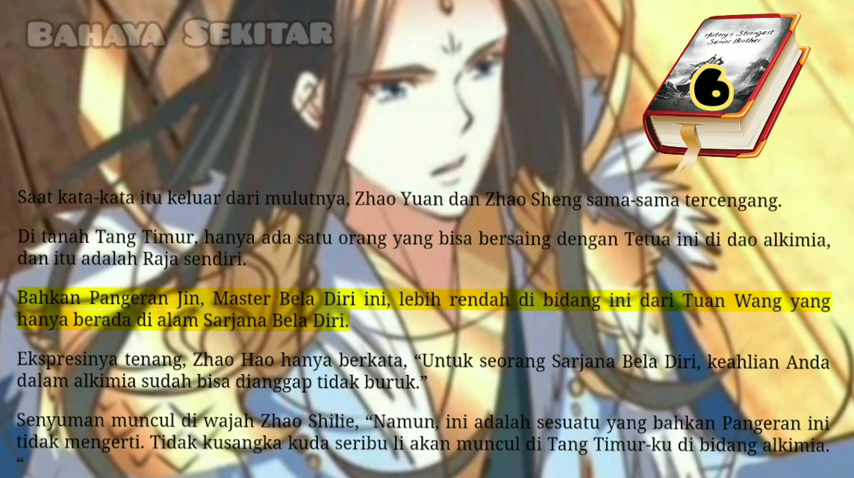 Bahaya Sekitar
History's Strongest
Senior Brother
6
Saat kata-kata itu keluar dari mulutnya, Zhao Yuan dan Zhao Sheng sama-sama tercengang.
Di tanah Tang Timur, hanya ada satu orang yang bisa bersaing dengan Tetua ini di dao alkimia,
dan itu adalah Raja sendiri.
Bahkan Pangeran Jin, Master Bela Diri ini, lebih rendah di bidang ini dari Tuan Wang yang
hanya berada di alam Sarjana Bela Diri.
Ekspresinya tenang, Zhao Hao hanya berkata, “Untuk seorang Sarjana Bela Diri, keahlian Anda
dalam alkimia sudah bisa dianggap tidak buruk.”
Senyuman muncul di wajah Zhao Shilie, “Namun, ini adalah sesuatu yang bahkan Pangeran ini
tidak mengerti. Tidak kusangka kuda seribu li akan muncul di Tang Timur-ku di bidang alkimia.
“